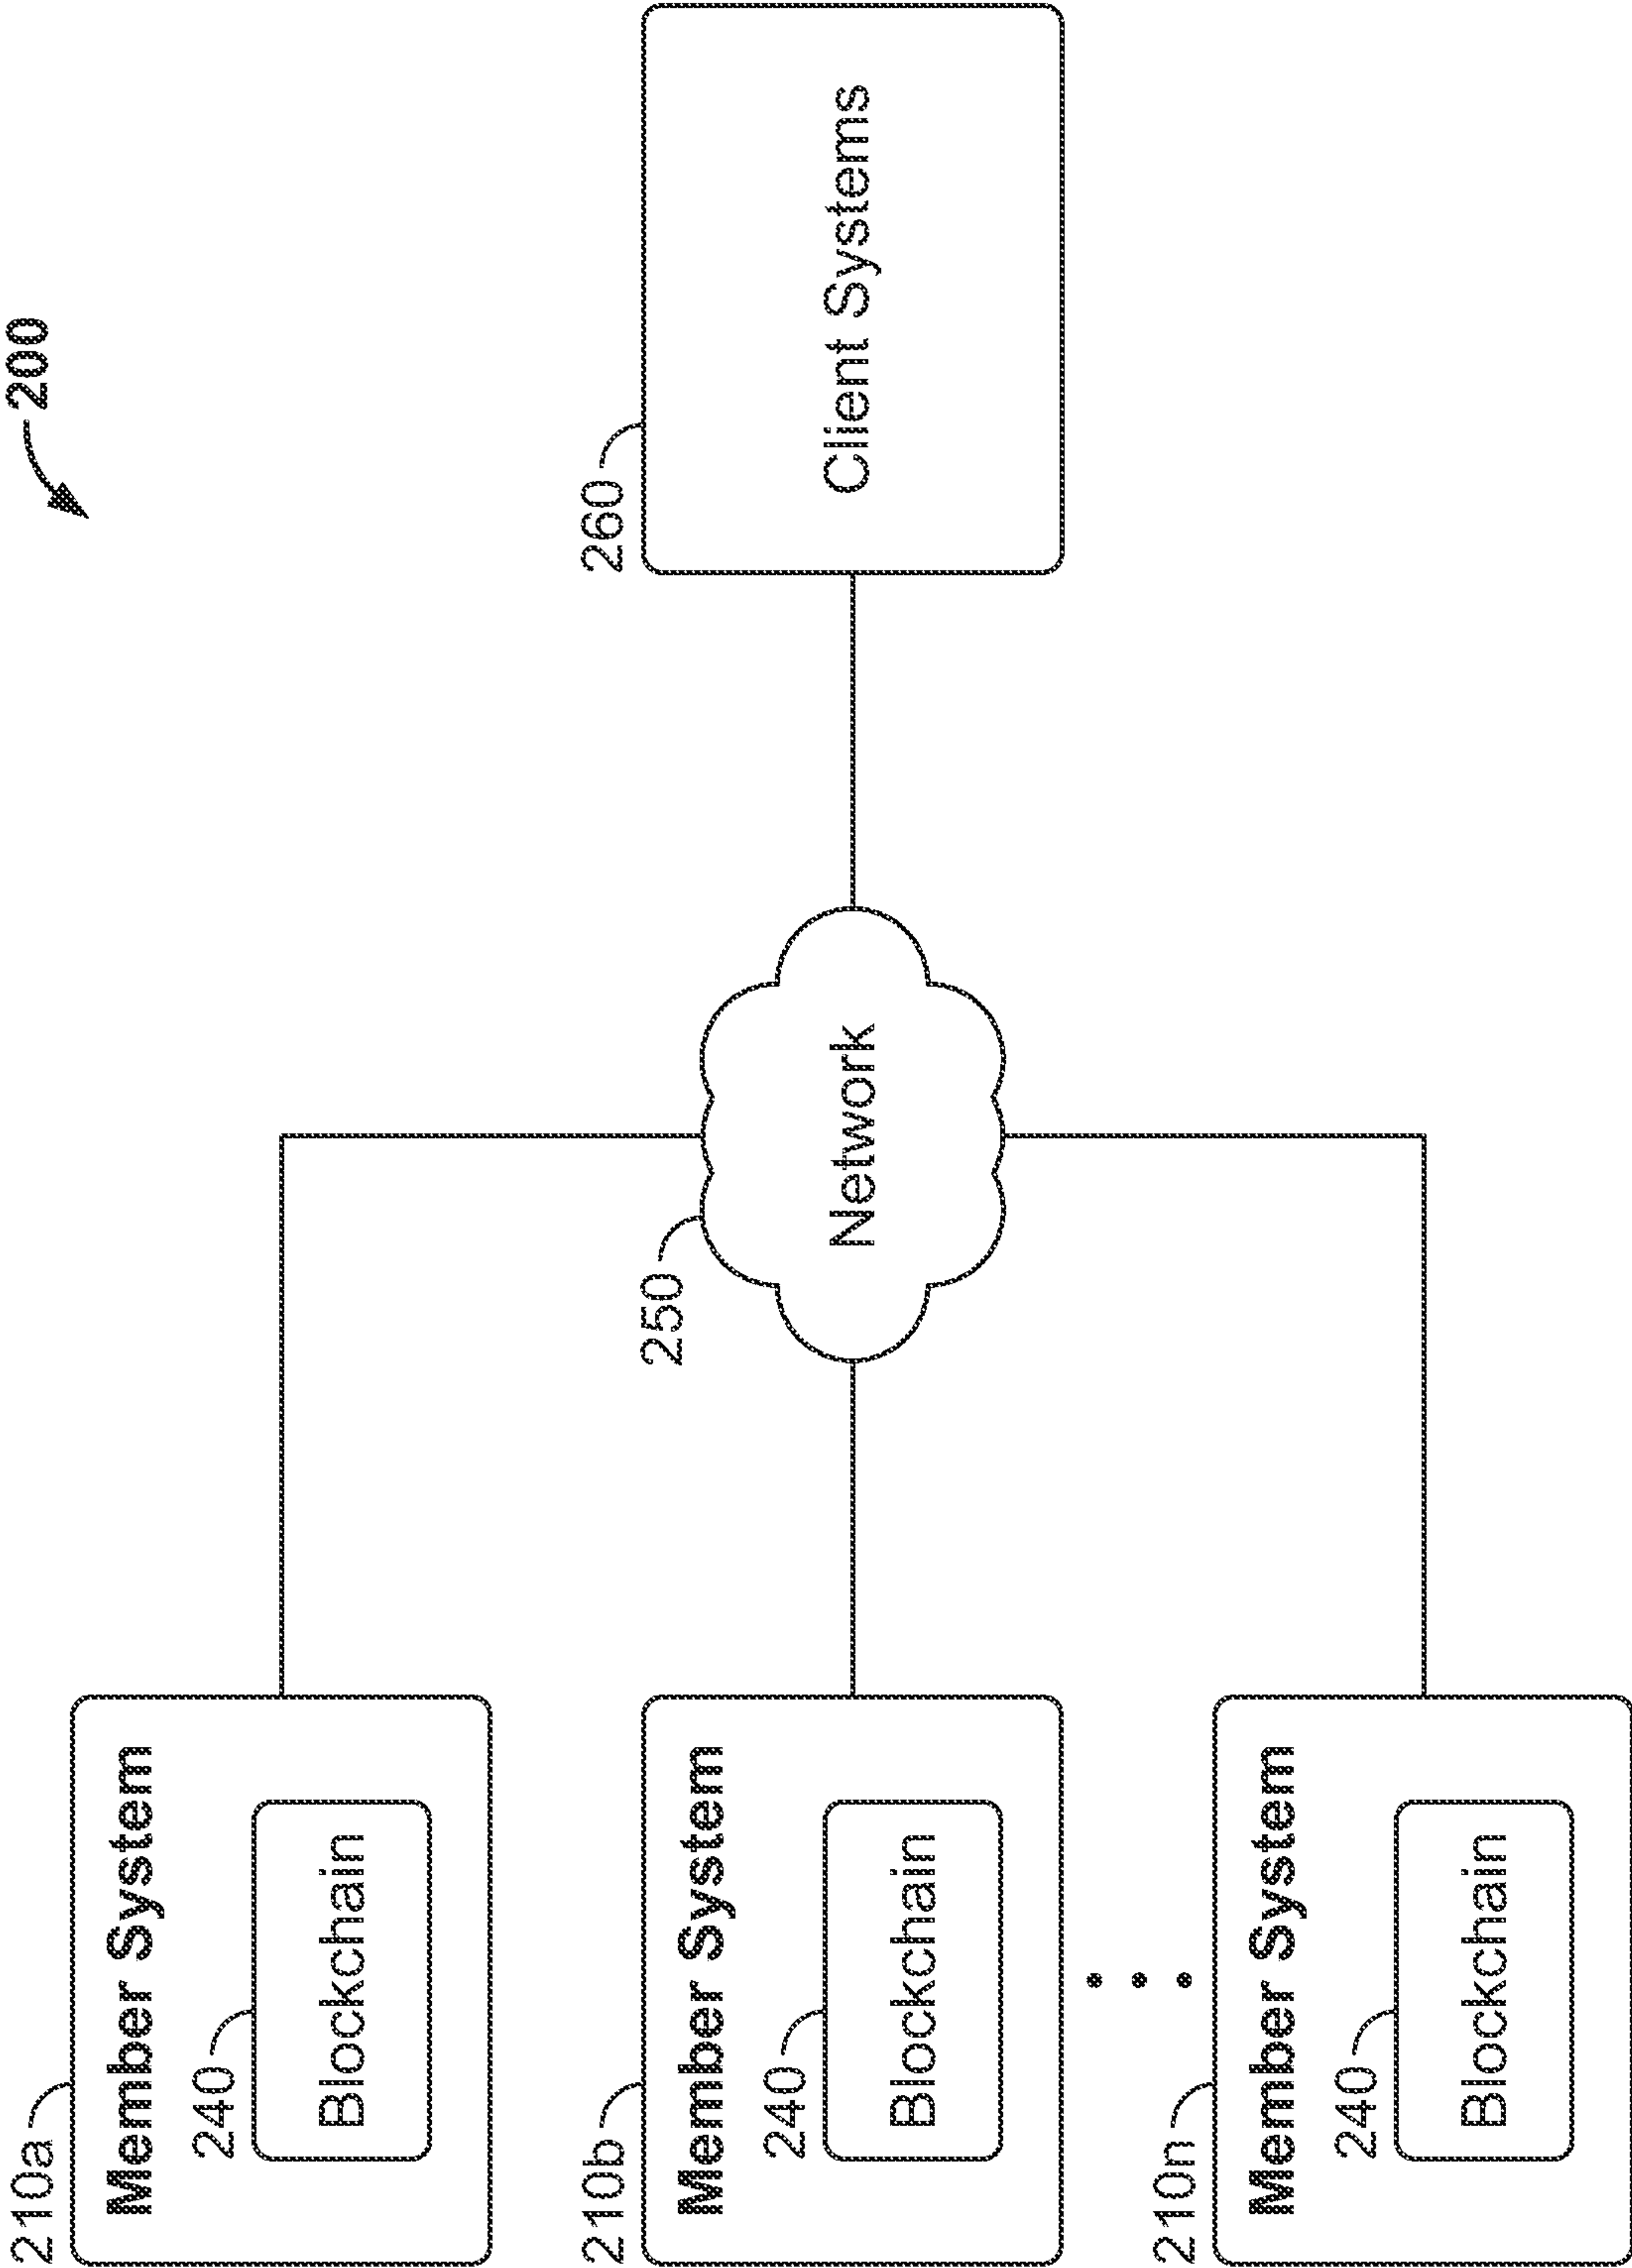 200
210a
Member System
240
Blockchain
210b
Member System
240
Blockchain
210n
Member System
240
Blockchain
250
Network
260
Client Systems